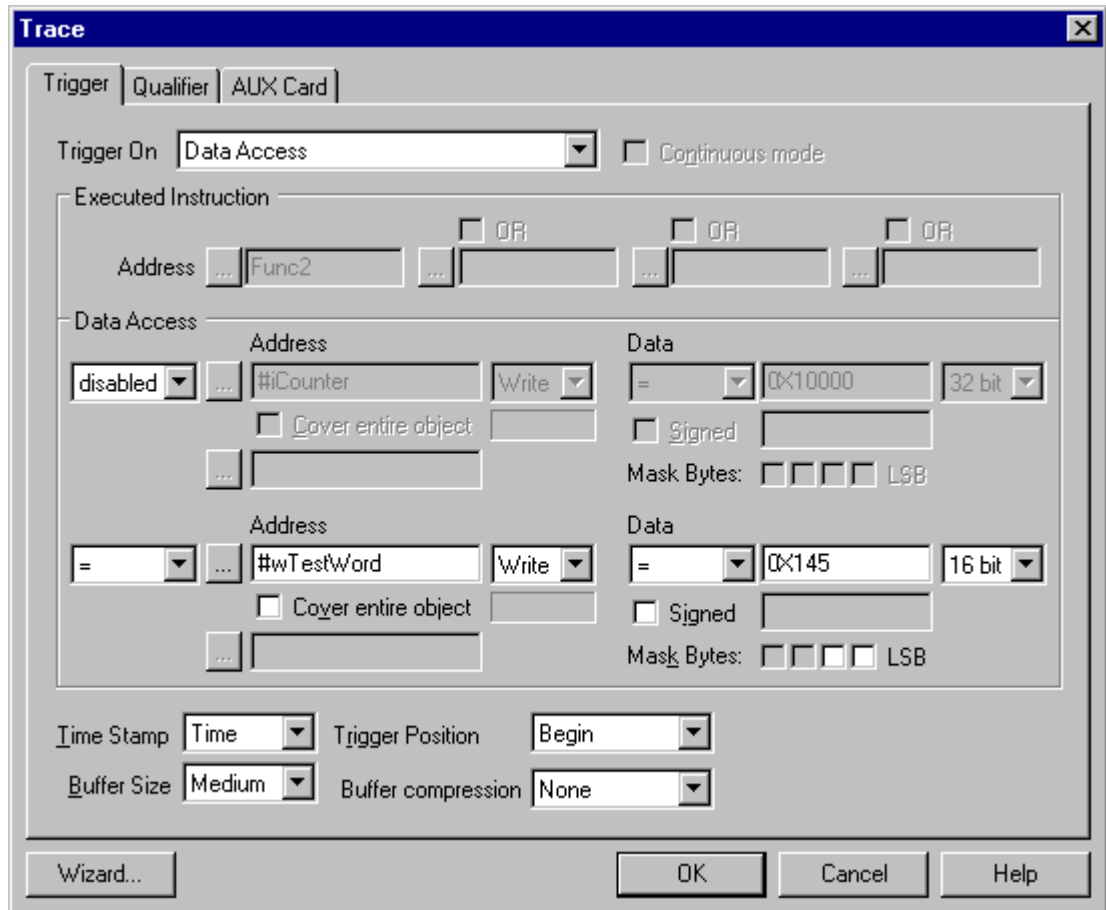 Trace
Trigger Qualifier AUX Card
Trigger On Data Access Continuous mode
Executed Instruction
OR OR OR
Address ... Func2 ... ... ...
Data Access
Address Data
disabled ... #iCounter Write = 0X10000 32 bit
Cover entire object Signed
... Mask Bytes: LSB
Address Data
= ... #wTestWord Write = 0X145 16 bit
Cover entire object Signed
... Mask Bytes: LSB
Time Stamp Time Trigger Position Begin
Buffer Size Medium Buffer compression None
Wizard... OK Cancel Help